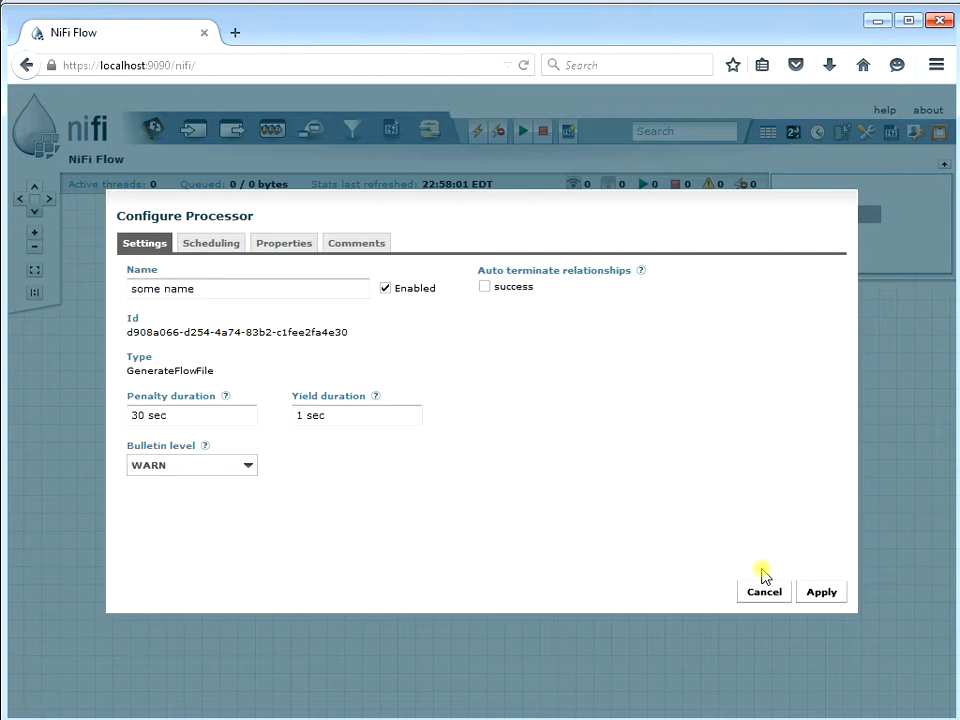 NiFi Flow
https://localhost:9090/nifi/
Search
help about
nifi
Search
NiFi Flow
Active threads: 0 Queued: 0 / 0 bytes Stats last refreshed: 22:58:01 EDT 0 0 0 0 0 0
Configure Processor
Settings Scheduling Properties Comments
Name
some name
Enabled
Auto terminate relationships ?
success
Id
d908a066-d254-4a74-83b2-c1fee2fa4e30
Type
GenerateFlowFile
Penalty duration ? Yield duration ?
30 sec 1 sec
Bulletin level ?
WARN
Cancel Apply